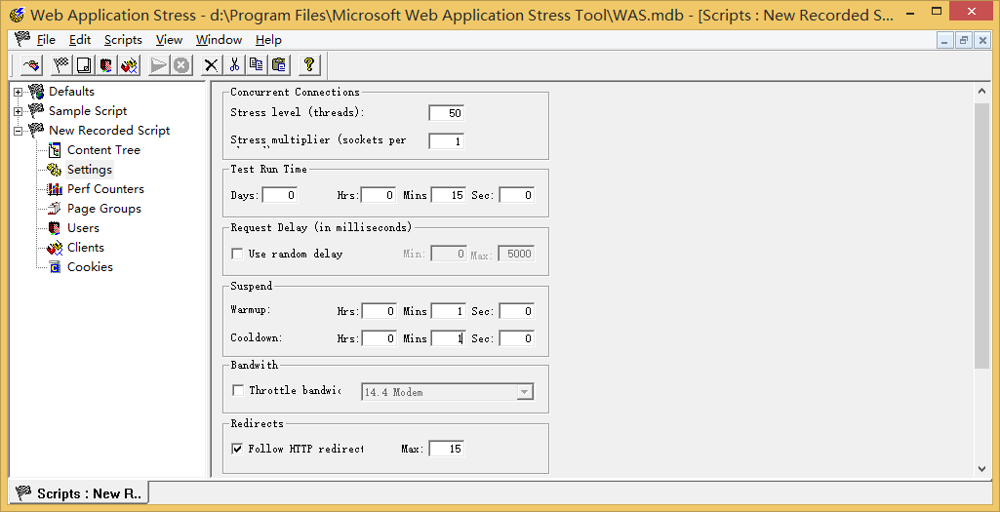 Web Application Stress - d:\Program Files\Microsoft Web Application Stress Tool\WAS.mdb - [Scripts : New Recorded S...
File Edit Scripts View Window Help
Defaults
Sample Script
New Recorded Script
Content Tree
Settings
Perf Counters
Page Groups
Users
Clients
Cookies
Concurrent Connections
Stress level (threads): 50
Stress multiplier (sockets per 1
Test Run Time
Days: 0 Hrs: 0 Mins 15 Sec: 0
Request Delay (in milliseconds)
Use random delay Min: 0 Max: 5000
Suspend
Warmup: Hrs: 0 Mins 1 Sec: 0
Cooldown: Hrs: 0 Mins 1 Sec: 0
Bandwith
Throttle bandwic 14.4 Modem
Redirects
Follow HTTP redirect Max: 15
Scripts : New R..